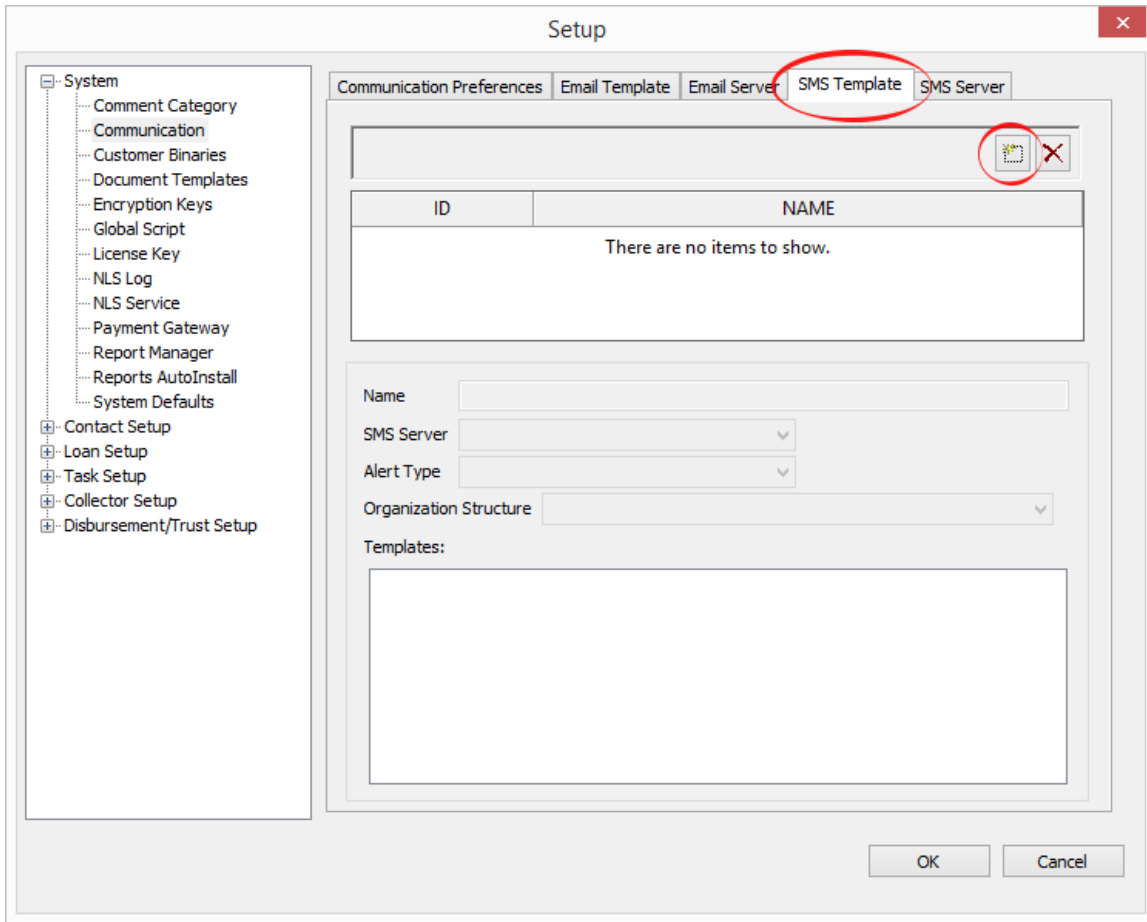 Setup
System
Comment Category
Communication
Customer Binaries
Document Templates
Encryption Keys
Global Script
License Key
NLS Log
NLS Service
Payment Gateway
Report Manager
Reports AutoInstall
System Defaults
Contact Setup
Loan Setup
Task Setup
Collector Setup
Disbursement/Trust Setup
Communication Preferences Email Template Email Server SMS Template SMS Server
ID NAME
There are no items to show.
Name
SMS Server
Alert Type
Organization Structure
Templates:
OK Cancel